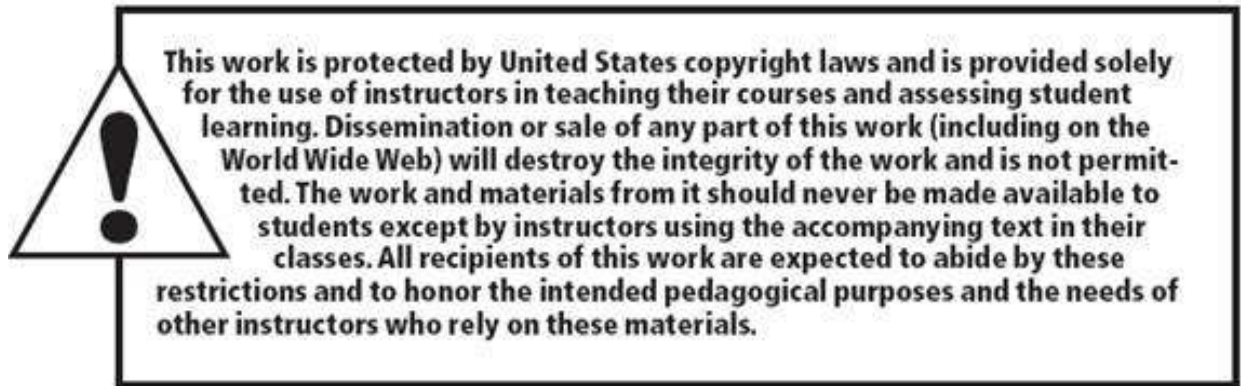 This work is protected by United States copyright laws and is provided solely
for the use of instructors in teaching their courses and assessing student
learning. Dissemination or sale of any part of this work (including on the
World Wide Web) will destroy the integrity of the work and is not permit-
ted. The work and materials from it should never be made available to
students except by instructors using the accompanying text in their
classes. All recipients of this work are expected to abide by these
restrictions and to honor the intended pedagogical purposes and the needs of
other instructors who rely on these materials.